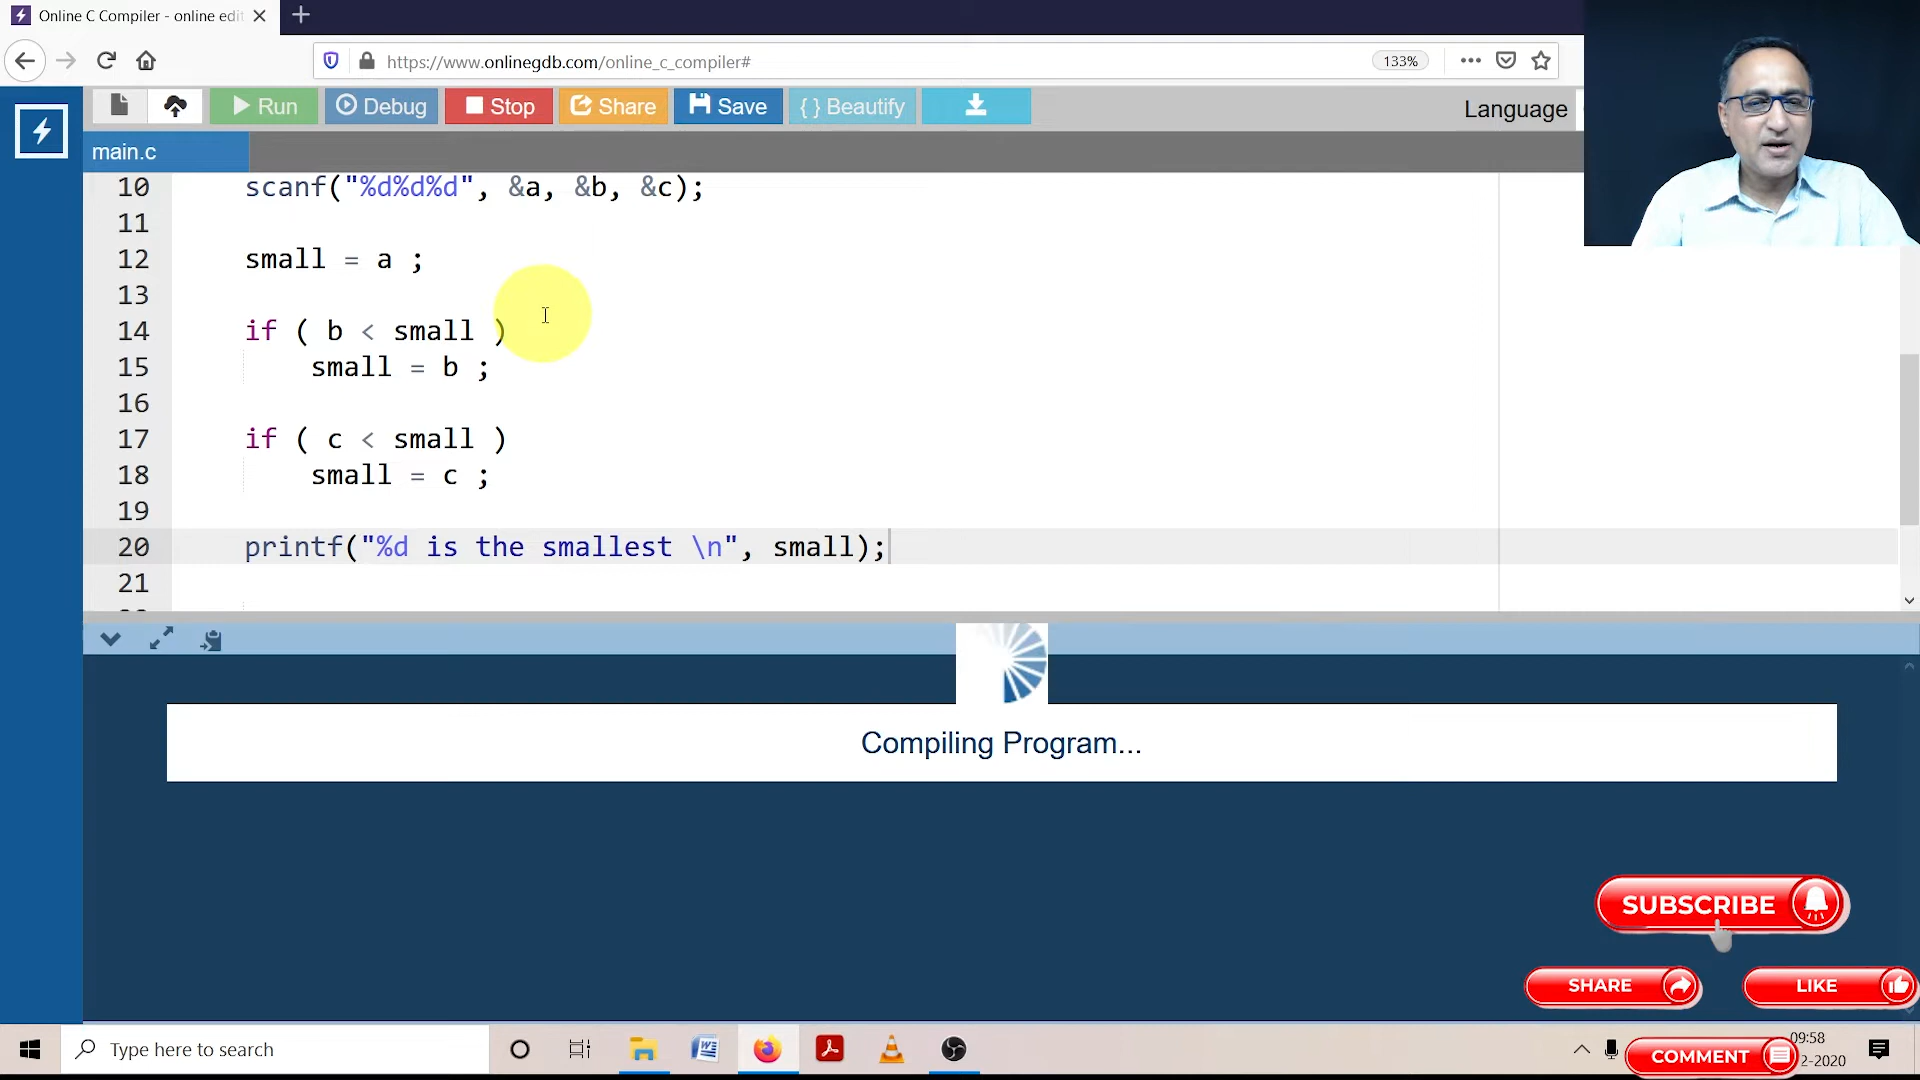 Online C Compiler - online edit
https://www.onlinegdb.com/online_c_compiler#
133%
Run
Debug
Stop
Share
Save
{ } Beautify
Language
main.c
10 scanf("%d%d%d", &a, &b, &c);
11
12 small = a ;
13
14 if ( b < small )
15 small = b ;
16
17 if ( c < small )
18 small = c ;
19
20 printf("%d is the smallest \n", small);
21
Compiling Program...
SUBSCRIBE
SHARE
LIKE
Type here to search
09:58
2-2020
COMMENT